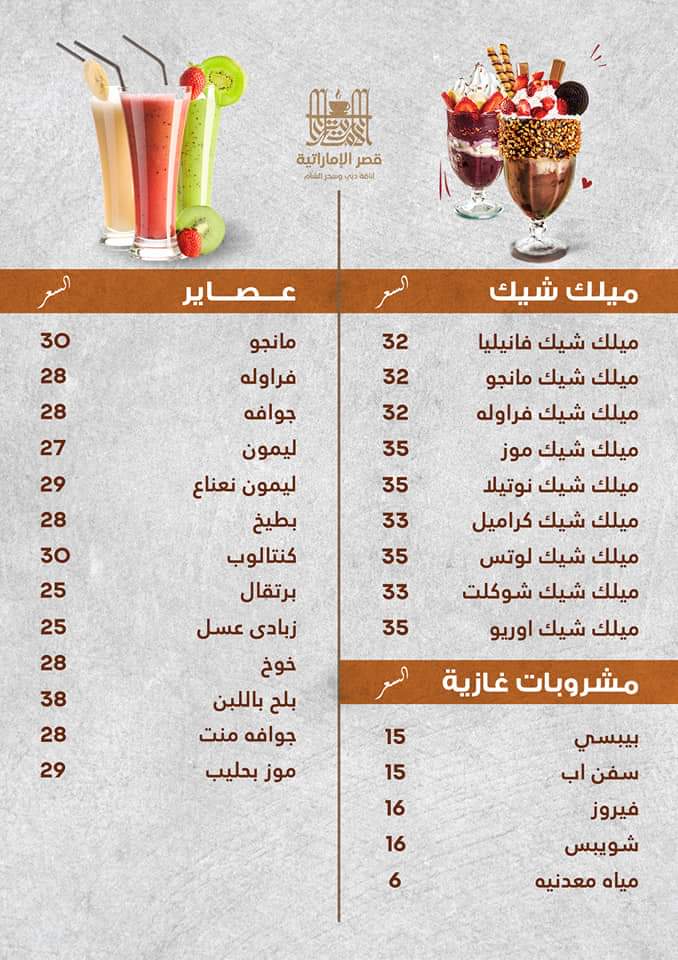 قصر الإماراتية
اناقة دبي وسحر الشام
ميلك شيك السعر
ميلك شيك فانيليا 32
ميلك شيك مانجو 32
ميلك شيك فراوله 32
ميلك شيك موز 35
ميلك شيك نوتيلا 35
ميلك شيك كراميل 33
ميلك شيك لوتس 35
ميلك شيك شوكلت 33
ميلك شيك اوريو 35
مشروبات غازية السعر
بيبسي 15
سفن اب 15
فيروز 16
شويبس 16
مياه معدنيه 6
عـــصـــايـر السعر
مانجو 30
فراوله 28
جوافه 28
ليمون 27
ليمون نعناع 29
بطيخ 28
كنتالوب 30
برتقال 25
زبادى عسل 25
خوخ 28
بلح باللبن 38
جوافه منت 28
موز بحليب 29